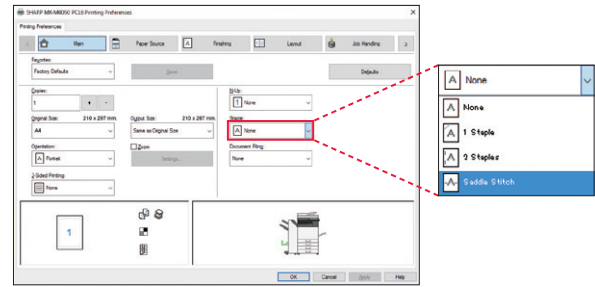 SHARP MX-M6050 PCL6 Printing Preferences
Printing Preferences
Main Paper Source Finishing Layout Job Handling
Favorites:
Factory Defaults Save Defaults
Copies: N-Up:
1 1 None
Original Size: 210 x 297 mm. Output Size: 210 x 297 mm. Staple:
A4 Same as Original Size A None
Orientation: Zoom Document Filing:
A Portrait Settings... None
2-Sided Printing:
None
1
OK Cancel Apply Help
A None
A None
A 1 Staple
A 2 Staples
A Saddle Stitch